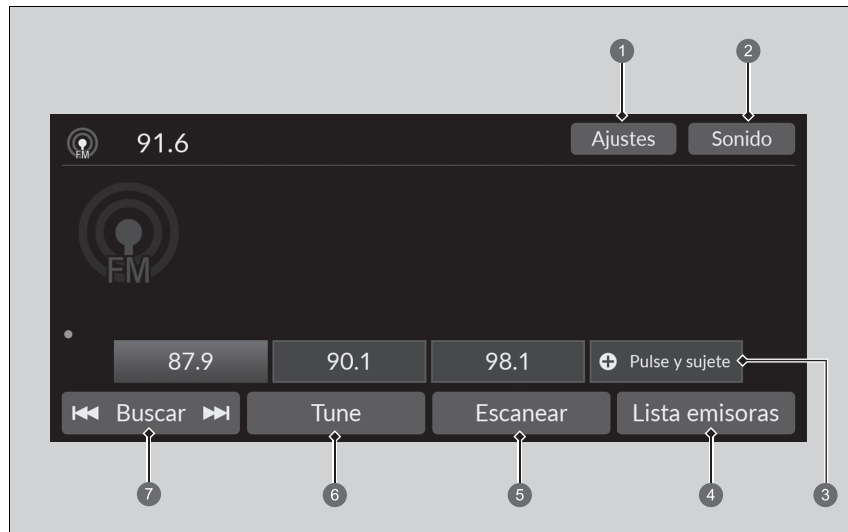 1 2
FM 91.6 Ajustes Sonido
FM
87.9 90.1 98.1 Pulse y sujete
Buscar Tune Escanear Lista emisoras
7 6 5 4 3